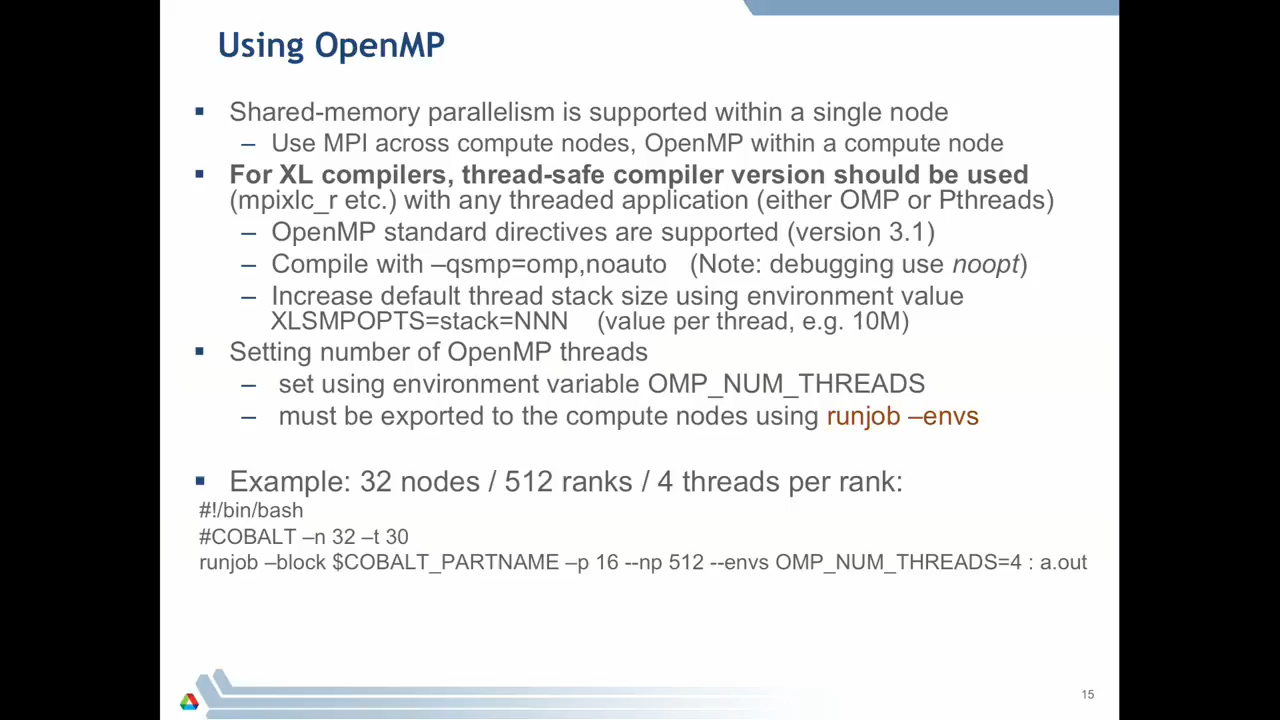 Using OpenMP
▪ Shared-memory parallelism is supported within a single node
– Use MPI across compute nodes, OpenMP within a compute node
▪ For XL compilers, thread-safe compiler version should be used
(mpixlc_r etc.) with any threaded application (either OMP or Pthreads)
– OpenMP standard directives are supported (version 3.1)
– Compile with –qsmp=omp,noauto (Note: debugging use noopt)
– Increase default thread stack size using environment value
XLSMPOPTS=stack=NNN (value per thread, e.g. 10M)
▪ Setting number of OpenMP threads
– set using environment variable OMP_NUM_THREADS
– must be exported to the compute nodes using runjob –envs
▪ Example: 32 nodes / 512 ranks / 4 threads per rank:
#!/bin/bash
#COBALT –n 32 –t 30
runjob –block $COBALT_PARTNAME –p 16 --np 512 --envs OMP_NUM_THREADS=4 : a.out
15